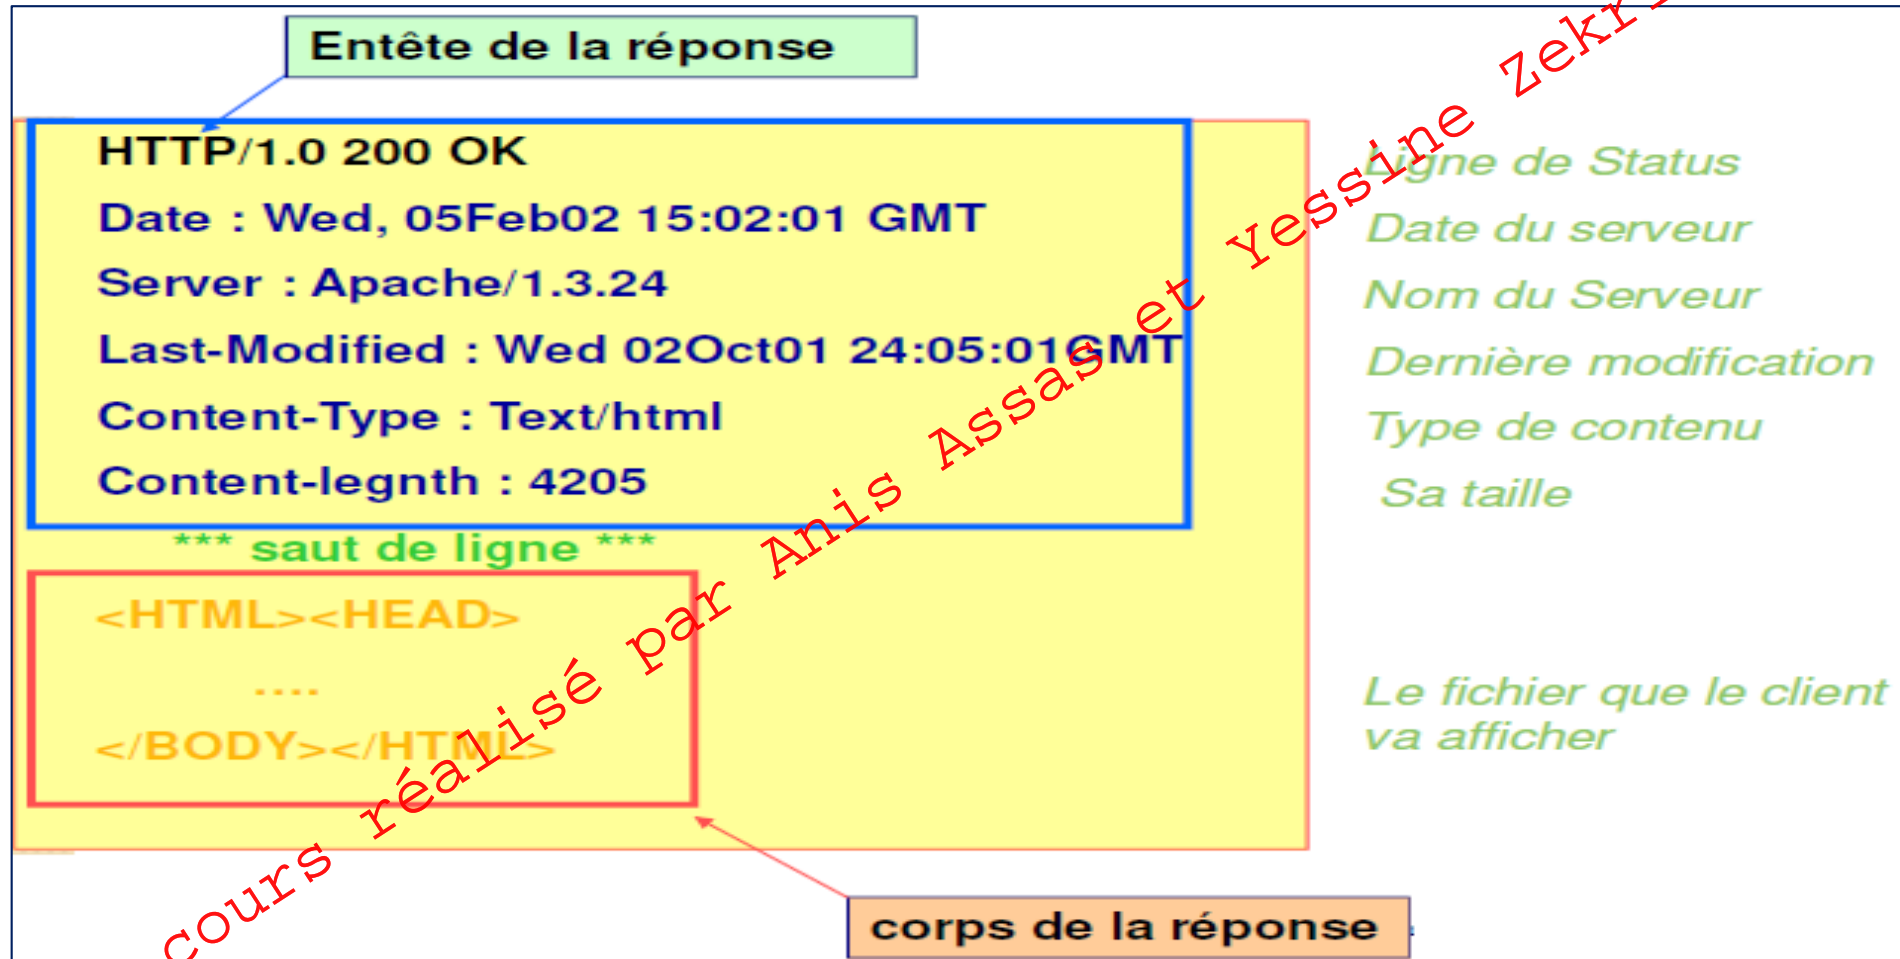 Entête de la réponse
HTTP/1.0 200 OK
Ligne de Status
Date : Wed, 05Feb02 15:02:01 GMT
Date du serveur
Server : Apache/1.3.24
Nom du Serveur
Last-Modified : Wed 02Oct01 24:05:01GMT
Dernière modification
Content-Type : Text/html
Type de contenu
Content-legnth : 4205
Sa taille
*** saut de ligne ***
<HTML><HEAD>
....
</BODY></HTML>
Le fichier que le client
va afficher
corps de la réponse
cours réalisé par Anis Assas et Yessine